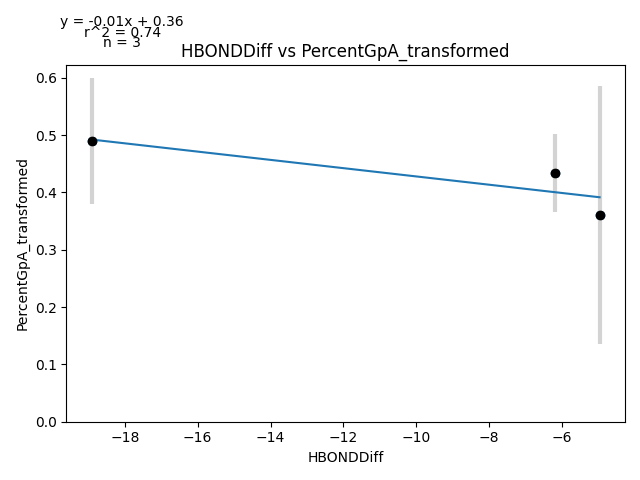 y = -0.01x + 0.36
r^2 = 0.74
n = 3
HBONDDiff vs PercentGpA_transformed
PercentGpA_transformed
0.6
0.5
0.4
0.3
0.2
0.1
0.0
−18 −16 −14 −12 −10 −8 −6
HBONDDiff